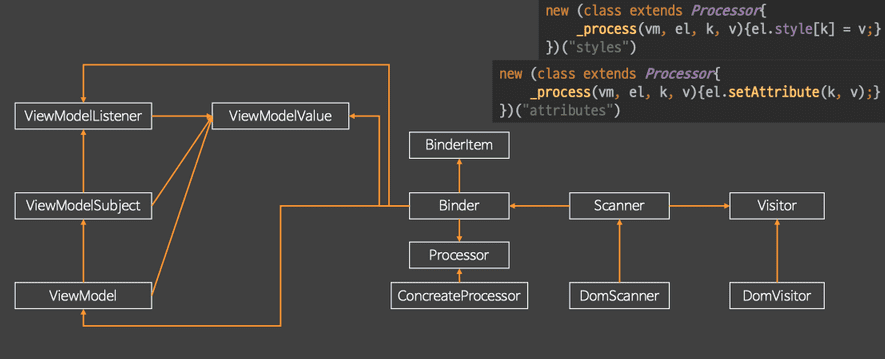 new (class extends Processor{
_process(vm, el, k, v){el.style[k] = v;}
})("styles")
new (class extends Processor{
_process(vm, el, k, v){el.setAttribute(k, v);}
})("attributes")
ViewModelListener
ViewModelValue
BinderItem
ViewModelSubject
Binder
Scanner
Visitor
Processor
ViewModel
ConcreateProcessor
DomScanner
DomVisitor